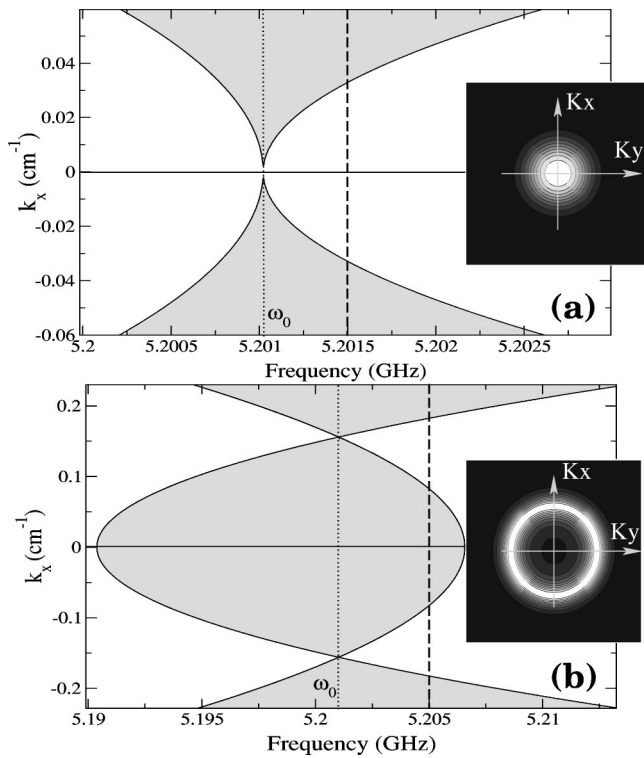 0.04
0.02
0
-0.02
-0.04
-0.06
k_x (cm^-1)
Kx
Ky
ω_0
(a)
5.2
5.2005
5.201
5.2015
5.202
5.2025
Frequency (GHz)
0.2
0.1
0
-0.1
-0.2
k_x (cm^-1)
Kx
Ky
ω_0
(b)
5.19
5.195
5.2
5.205
5.21
Frequency (GHz)